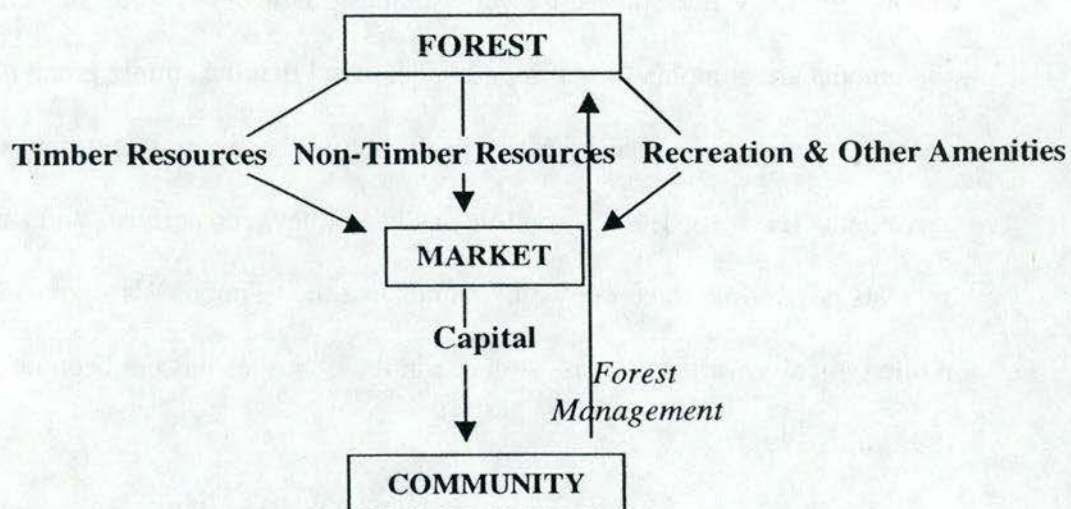 FOREST
Timber Resources Non-Timber Resources Recreation & Other Amenities
MARKET
Capital
Forest
Management
COMMUNITY